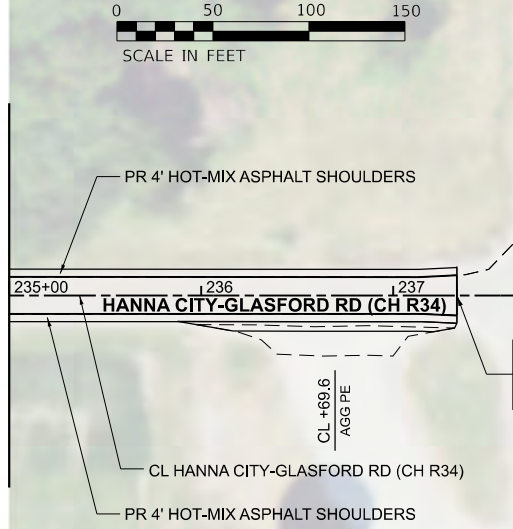 0 50 100 150
SCALE IN FEET
PR 4' HOT-MIX ASPHALT SHOULDERS
235+00 236 237
HANNA CITY-GLASFORD RD (CH R34)
CL +69.6
AGG PE
CL HANNA CITY-GLASFORD RD (CH R34)
PR 4' HOT-MIX ASPHALT SHOULDERS